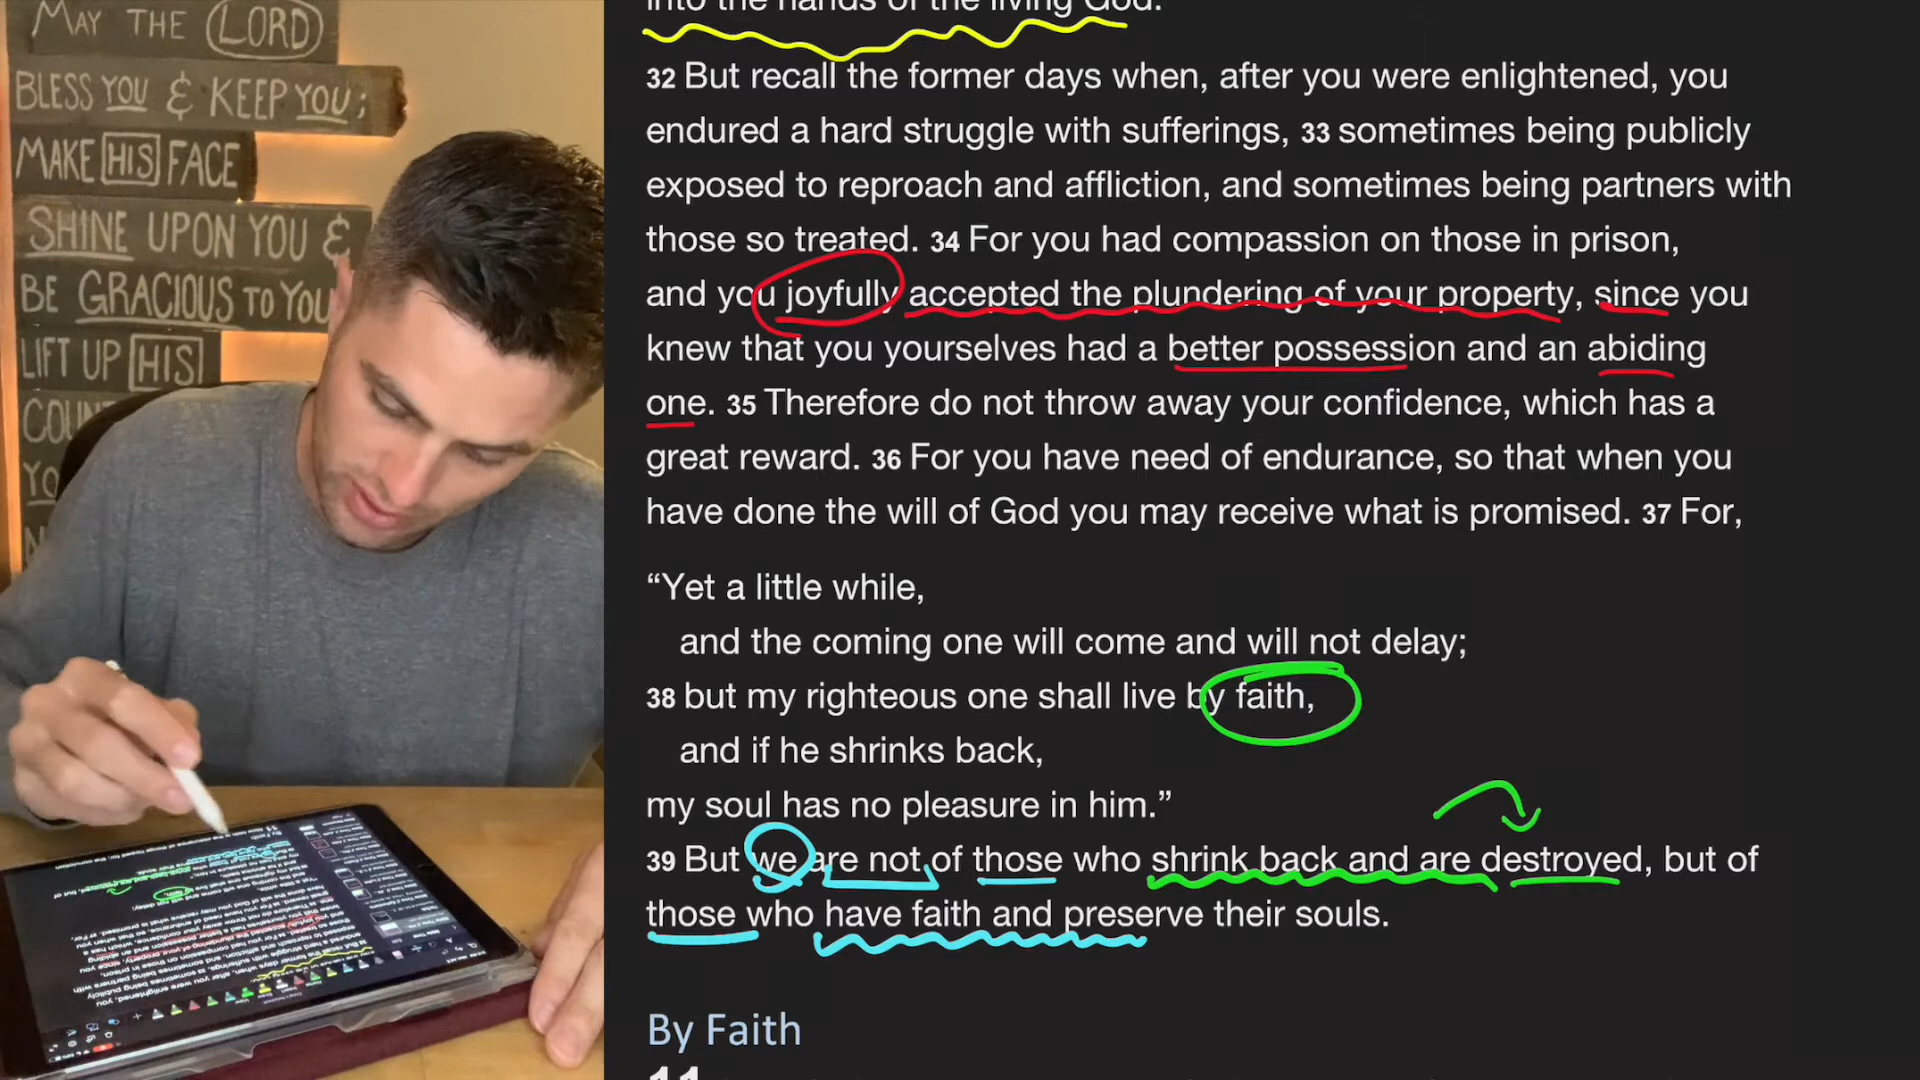 MAY THE LORD
BLESS YOU & KEEP YOU;
MAKE HIS FACE
SHINE UPON YOU &
BE GRACIOUS TO YOU
LIFT UP HIS
into the hands of the living God.
32 But recall the former days when, after you were enlightened, you
endured a hard struggle with sufferings, 33 sometimes being publicly
exposed to reproach and affliction, and sometimes being partners with
those so treated. 34 For you had compassion on those in prison,
and you joyfully accepted the plundering of your property, since you
knew that you yourselves had a better possession and an abiding
one. 35 Therefore do not throw away your confidence, which has a
great reward. 36 For you have need of endurance, so that when you
have done the will of God you may receive what is promised. 37 For,
“Yet a little while,
and the coming one will come and will not delay;
38 but my righteous one shall live by faith,
and if he shrinks back,
my soul has no pleasure in him.”
39 But we are not of those who shrink back and are destroyed, but of
those who have faith and preserve their souls.
By Faith
11